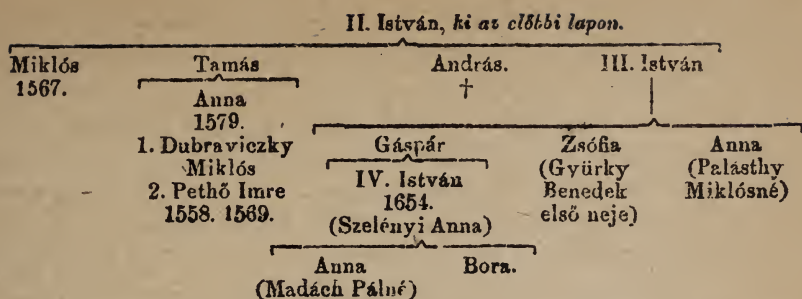 II. István, ki az előbbi lapon.
Miklós Tamás András. III. István
1567. Anna †
1579.
1. Dubraviczky Gáspár Zsófia Anna
Miklós IV. István (Gyürky (Palásthy
2. Pethő Imre 1654. Benedek Miklósné)
1558. 1569. (Szelényi Anna) első neje)
Anna Bora.
(Madách Pálné)